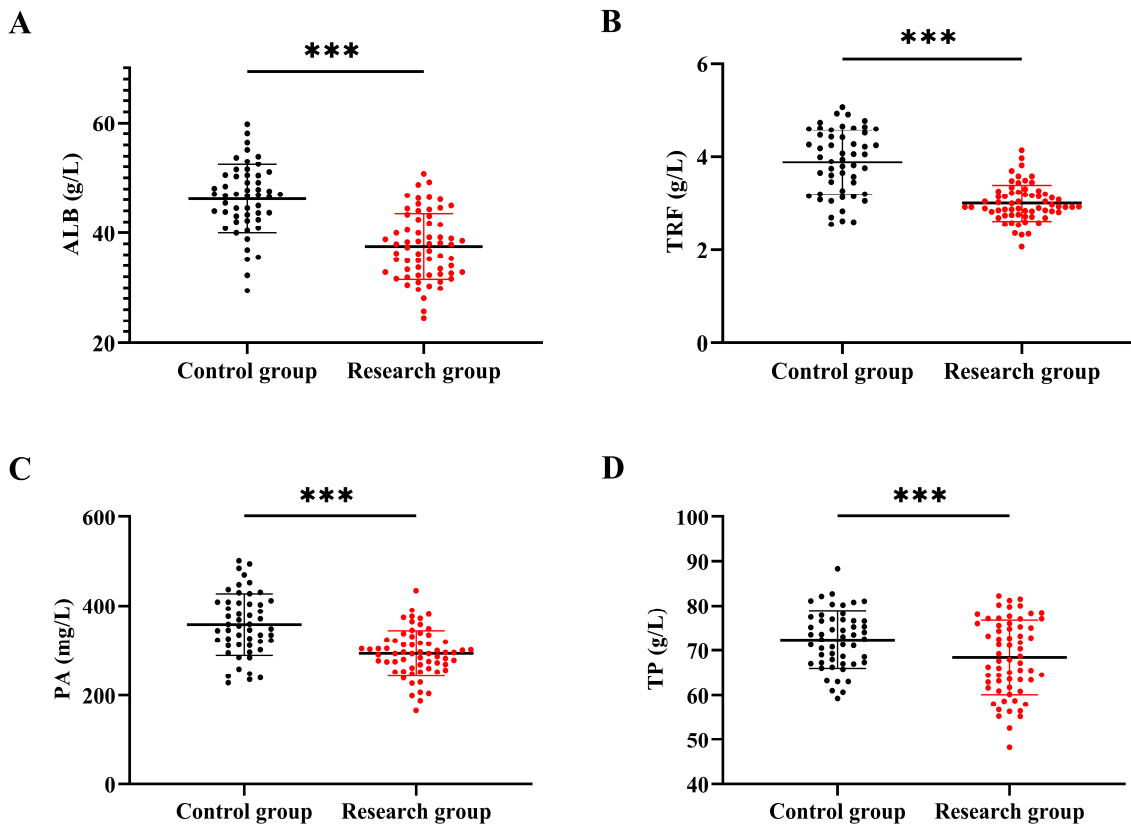 A
***
ALB (g/L)
60
40
20
Control group
Research group
B
***
TRF (g/L)
6
4
2
0
Control group
Research group
C
***
PA (mg/L)
600
400
200
0
Control group
Research group
D
***
TP (g/L)
100
90
80
70
60
50
40
Control group
Research group